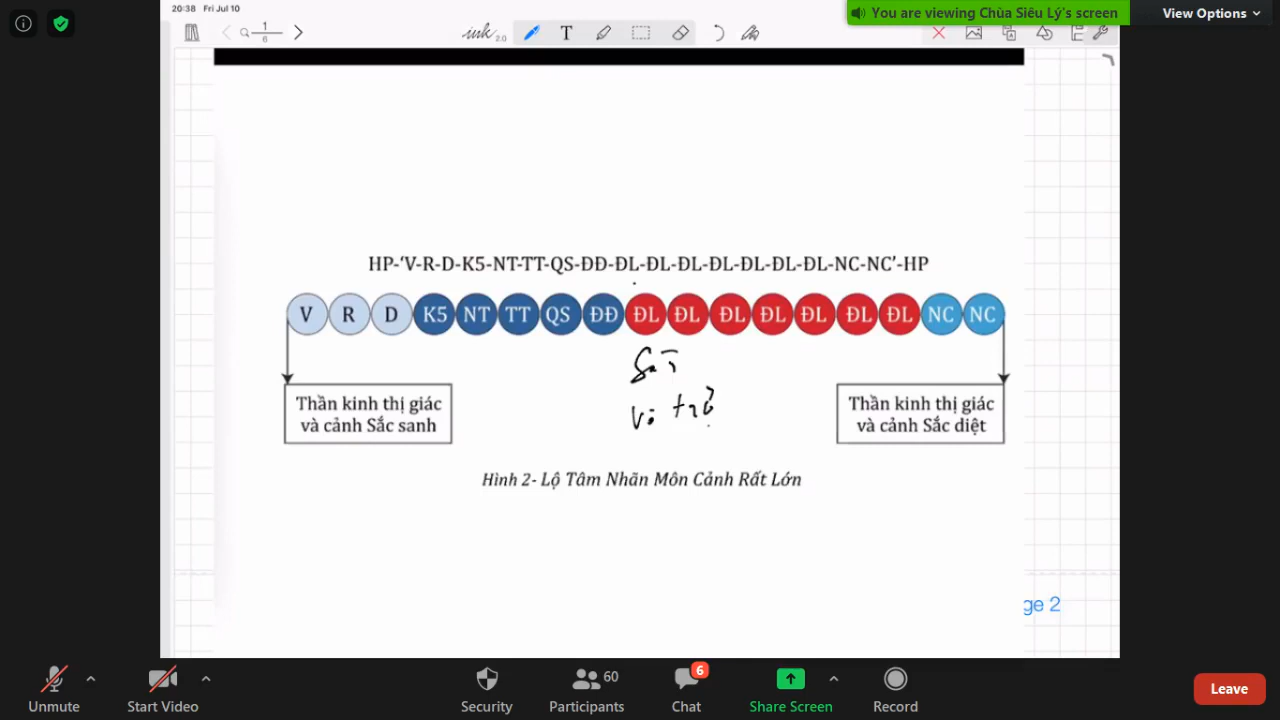 20:38 Fri Jul 10
You are viewing Chùa Siêu Lý's screen
View Options
1
6
ink 2.0
T
HP-‘V-R-D-K5-NT-TT-QS-ĐĐ-ĐL-ĐL-ĐL-ĐL-ĐL-ĐL-ĐL-NC-NC’-HP
V R D K5 NT TT QS ĐĐ ĐL ĐL ĐL ĐL ĐL ĐL ĐL NC NC
Thần kinh thị giác
và cảnh Sắc sanh
Thần kinh thị giác
và cảnh Sắc diệt
Hình 2- Lộ Tâm Nhãn Môn Cảnh Rất Lớn
ge 2
Unmute
Start Video
Security
60
Participants
6
Chat
Share Screen
Record
Leave